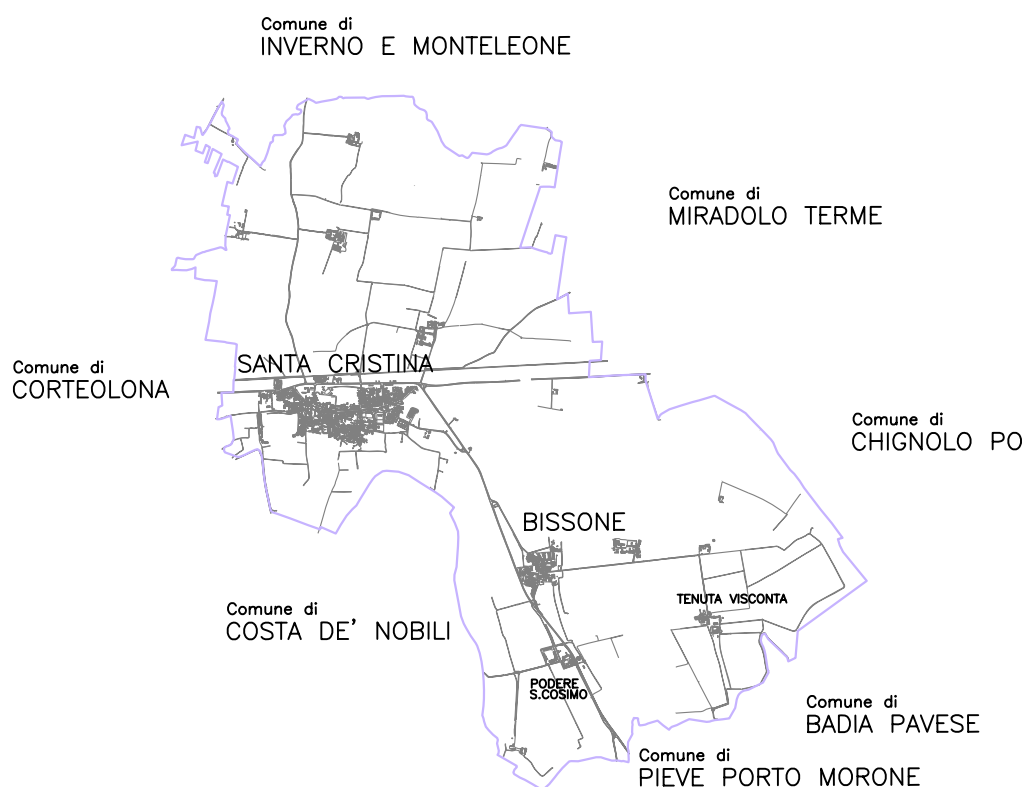 Comune di
INVERNO E MONTELEONE
Comune di
MIRADOLO TERME
SANTA CRISTINA
Comune di
CORTEOLONA
Comune di
CHIGNOLO PO
BISSONE
TENUTA VISCONTA
Comune di
COSTA DE' NOBILI
PODERE
S.COSIMO
Comune di
BADIA PAVESE
Comune di
PIEVE PORTO MORONE